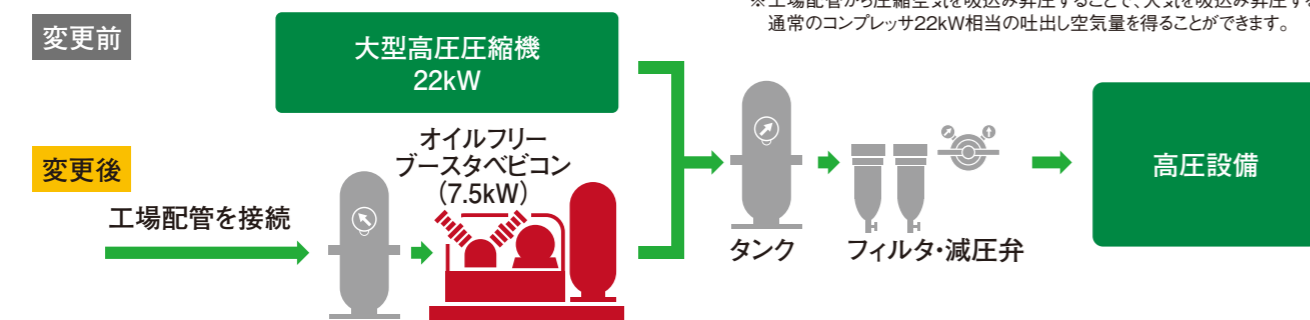 ※工場配管から圧縮空気を吸込み昇圧することで、大気を吸込み昇圧する
通常のコンプレッサ22kW相当の吐出し空気量を得ることができます。
変更前
大型高圧圧縮機
22kW
変更後
オイルフリー
ブースタベビコン
(7.5kW)
工場配管を接続
タンク
フィルタ・減圧弁
高圧設備